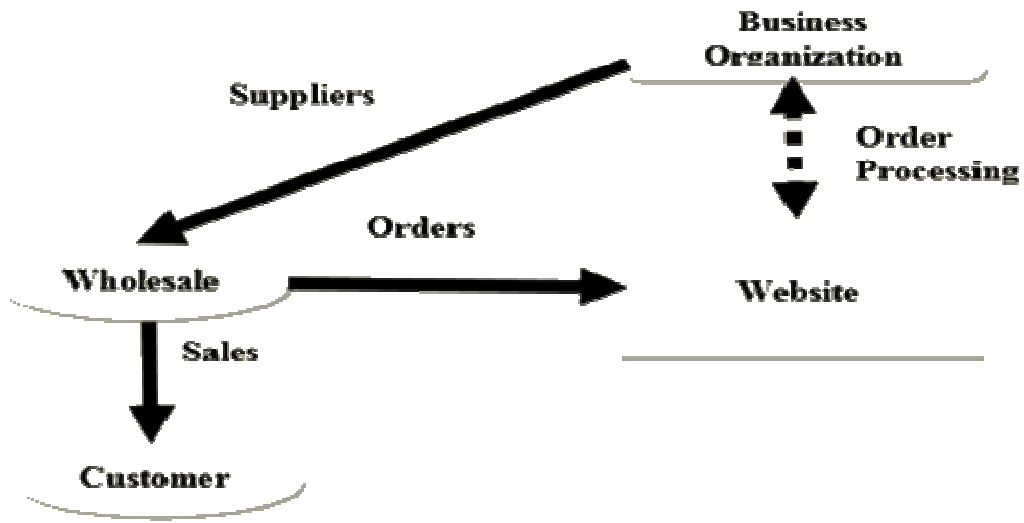 Business
Organization
Suppliers
Order
Processing
Orders
Wholesale
Website
Sales
Customer